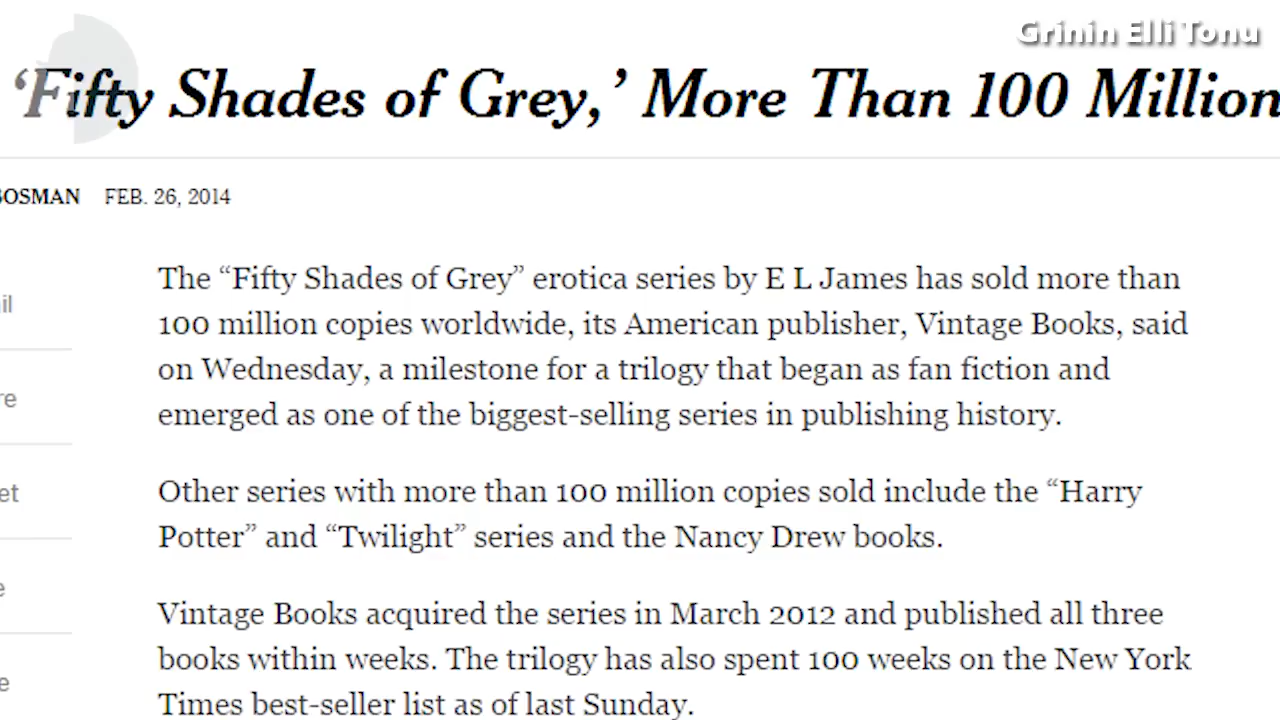 Grinin Elli Tonu
‘Fifty Shades of Grey,’ More Than 100 Million
BOSMAN FEB. 26, 2014
The “Fifty Shades of Grey” erotica series by E L James has sold more than
100 million copies worldwide, its American publisher, Vintage Books, said
on Wednesday, a milestone for a trilogy that began as fan fiction and
emerged as one of the biggest-selling series in publishing history.
Other series with more than 100 million copies sold include the “Harry
Potter” and “Twilight” series and the Nancy Drew books.
Vintage Books acquired the series in March 2012 and published all three
books within weeks. The trilogy has also spent 100 weeks on the New York
Times best-seller list as of last Sunday.